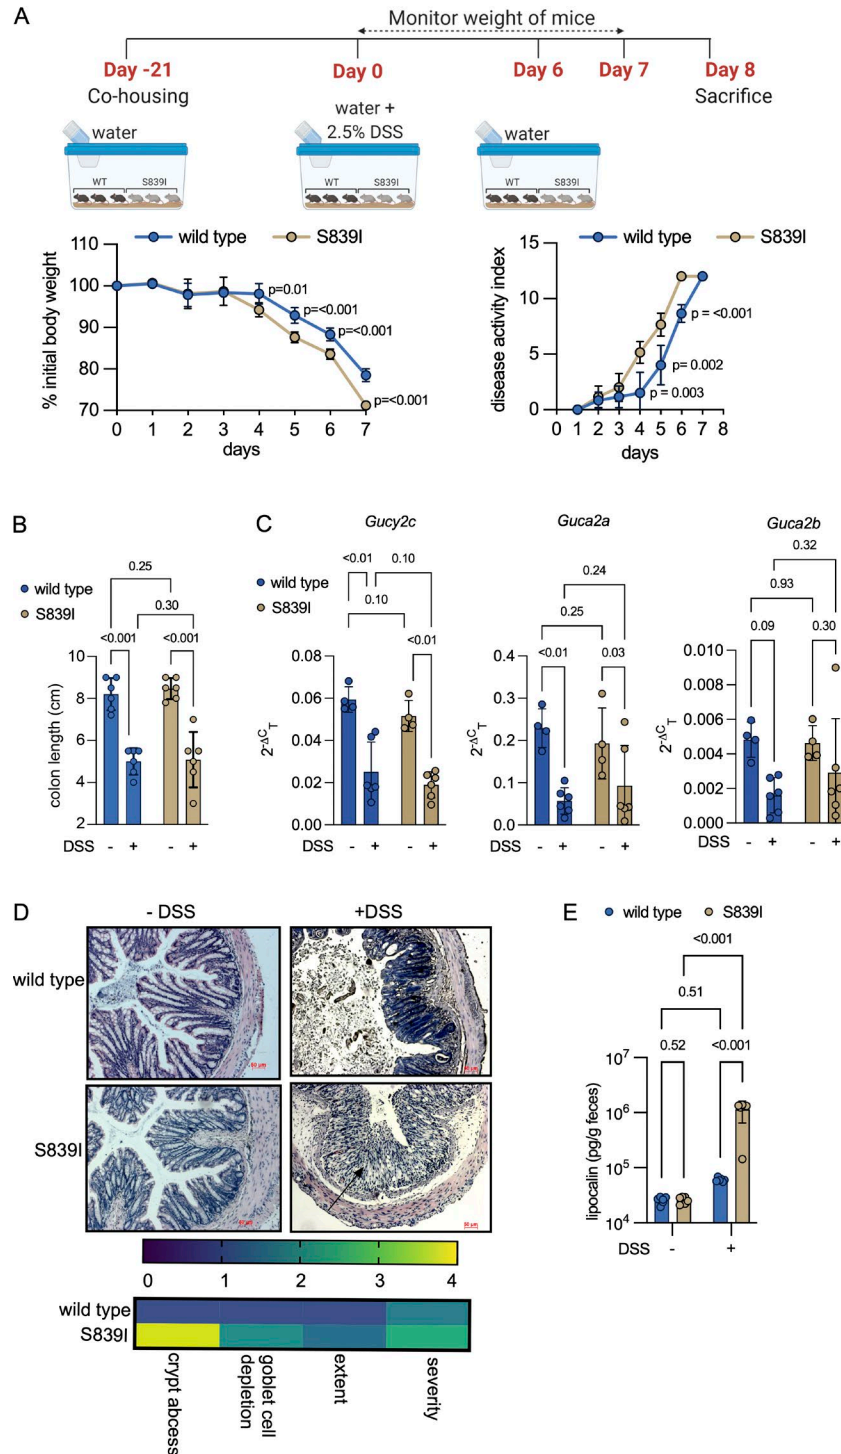 A
Monitor weight of mice
Day -21
Day 0
Day 6
Day 7
Day 8
Co-housing
Sacrifice
water +
2.5% DSS
water
water
WT
S839I
WT
S839I
WT
S839I
wild type
S839I
110
100
90
80
70
% initial body weight
p=0.01
p=<0.001
p=<0.001
p=<0.001
0 1 2 3 4 5 6 7
days
wild type
S839I
15
10
5
0
disease activity index
p = <0.001
p = 0.002
p = 0.003
0 1 2 3 4 5 6 7 8
days
B
wild type
S839I
0.25
0.30
<0.001
<0.001
10
8
6
4
2
colon length (cm)
DSS - + - +
C
wild type
S839I
Gucy2c
<0.01
0.10
0.10
<0.01
0.08
0.06
0.04
0.02
0.00
2-ΔCT
DSS - + - +
Guca2a
0.24
0.25
<0.01
0.03
0.4
0.3
0.2
0.1
0.0
2-ΔCT
DSS - + - +
Guca2b
0.32
0.93
0.09
0.30
0.010
0.008
0.006
0.004
0.002
0.000
2-ΔCT
DSS - + - +
D
- DSS
+DSS
wild type
S839I
0 1 2 3 4
wild type
S839I
crypt abcess
goblet cell
depletion
extent
severity
E
wild type
S839I
<0.001
0.51
0.52
<0.001
10⁷
10⁶
10⁵
10⁴
lipocalin (pg/g feces)
DSS - +